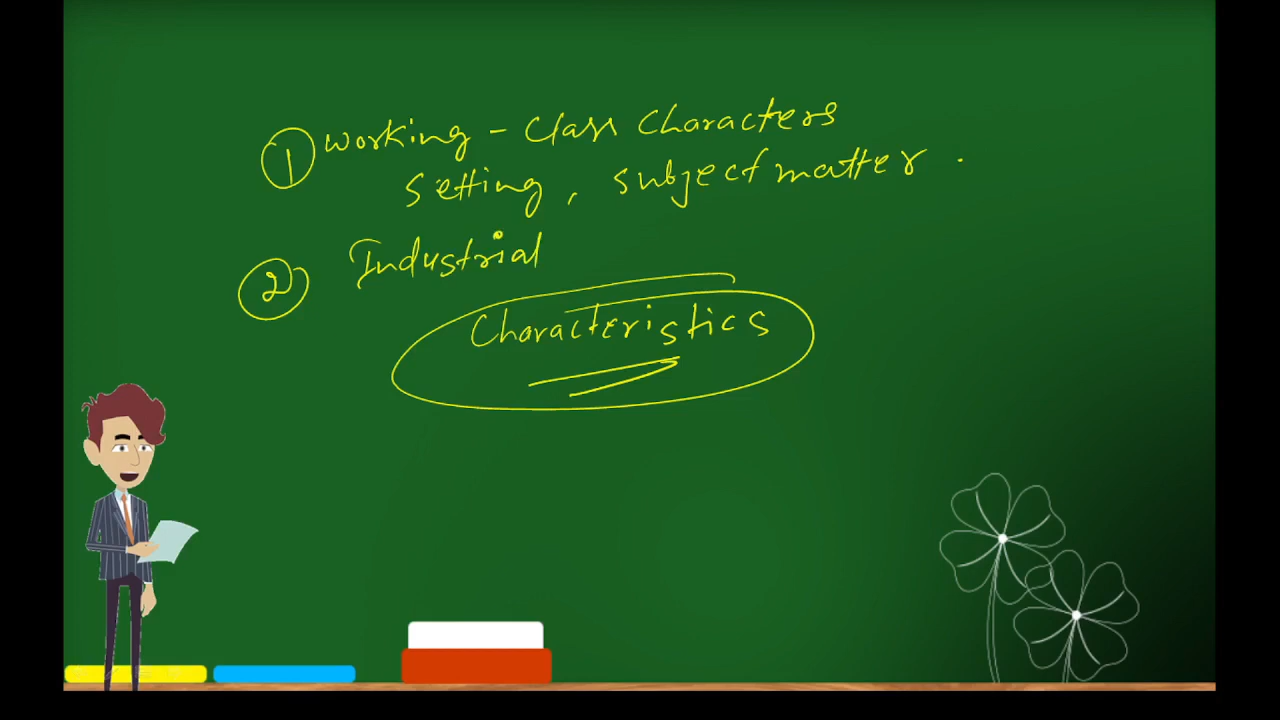 ① Working - Class Characters
Setting, subject matter.
② Industrial
Characteristics